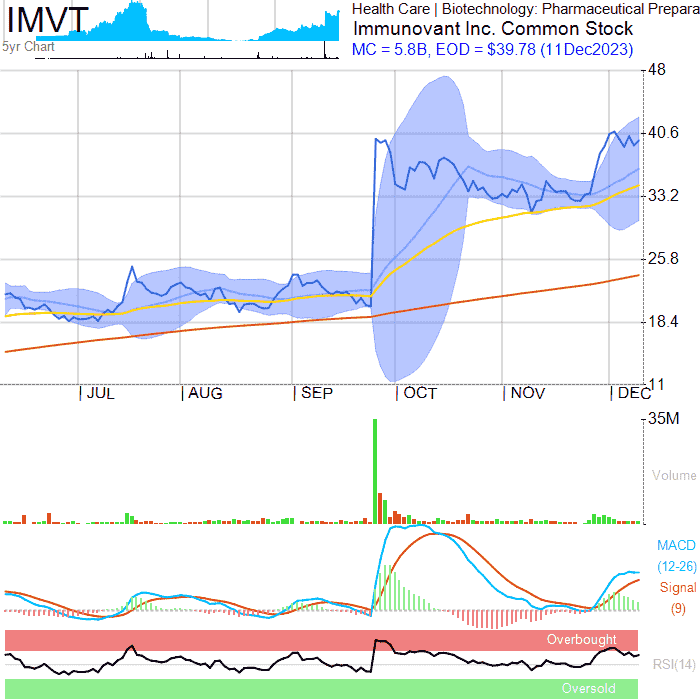 IMVT
5yr Chart
Health Care | Biotechnology: Pharmaceutical Prepara
Immunovant Inc. Common Stock
MC = 5.8B, EOD = $39.78 (11Dec2023)
48
40.6
33.2
25.8
18.4
11
JUL
AUG
SEP
OCT
NOV
DEC
35M
Volume
MACD
(12-26)
Signal
(9)
Overbought
RSI(14)
Oversold